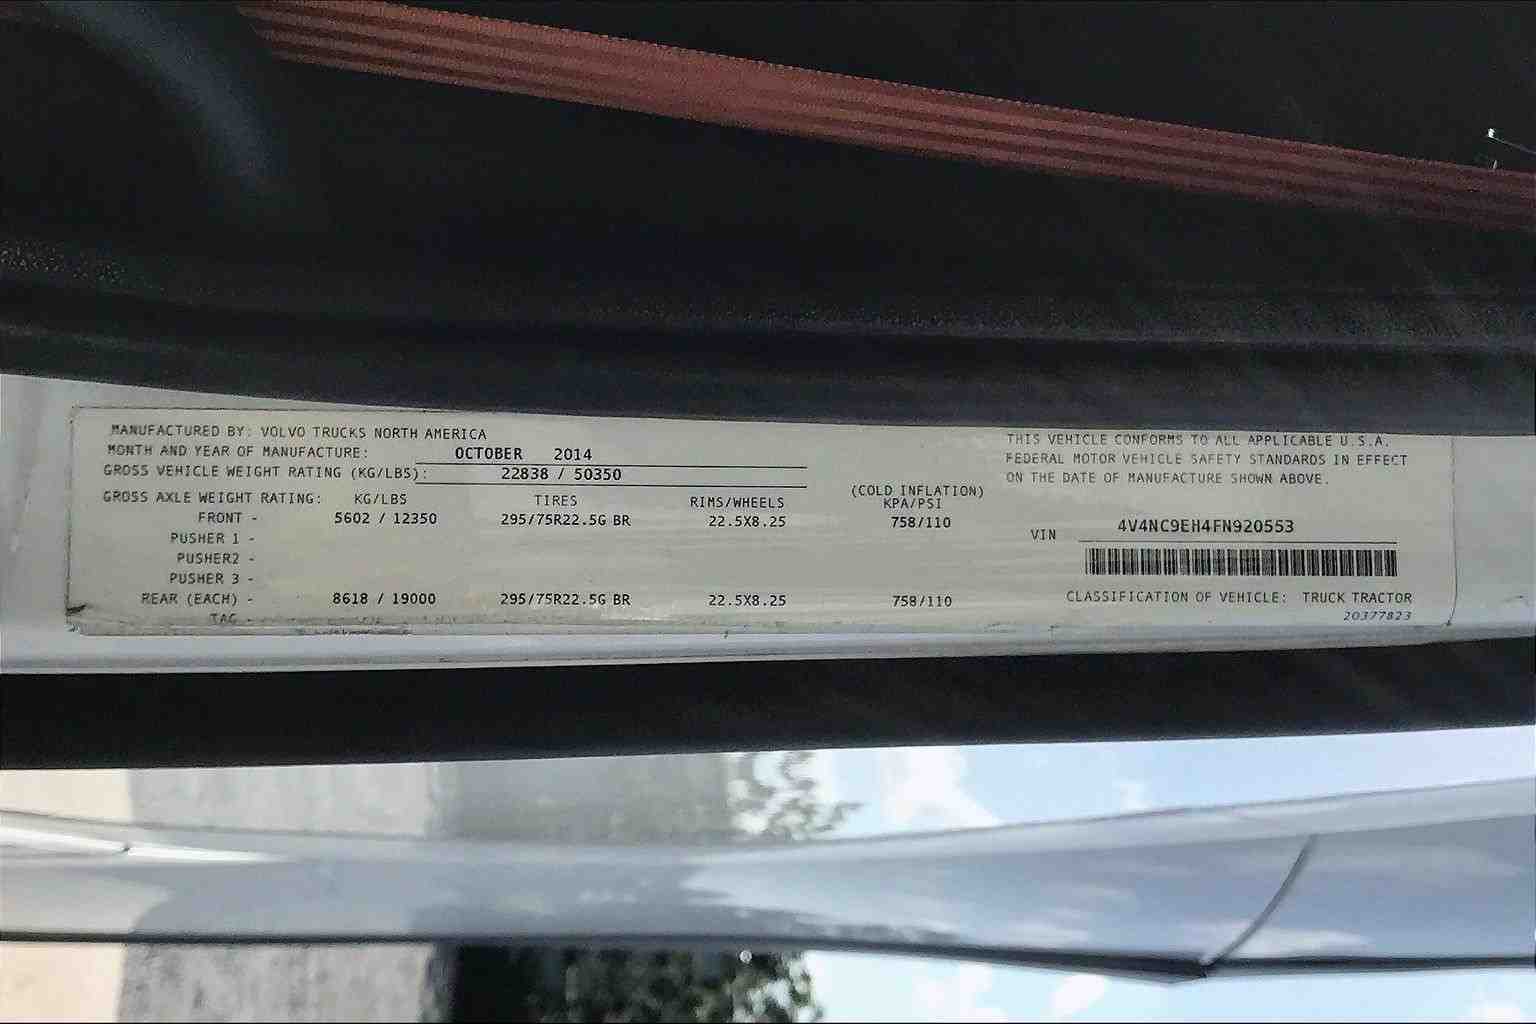 MANUFACTURED BY: VOLVO TRUCKS NORTH AMERICA
MONTH AND YEAR OF MANUFACTURE: OCTOBER 2014
GROSS VEHICLE WEIGHT RATING (KG/LBS): 22838 / 50350
GROSS AXLE WEIGHT RATING: KG/LBS TIRES RIMS/WHEELS (COLD INFLATION) KPA/PSI
FRONT - 5602 / 12350 295/75R22.5G BR 22.5X8.25 758/110
PUSHER 1 -
PUSHER2 -
PUSHER 3 -
REAR (EACH) - 8618 / 19000 295/75R22.5G BR 22.5X8.25 758/110
TAG -
THIS VEHICLE CONFORMS TO ALL APPLICABLE U.S.A.
FEDERAL MOTOR VEHICLE SAFETY STANDARDS IN EFFECT
ON THE DATE OF MANUFACTURE SHOWN ABOVE.
VIN 4V4NC9EH4FN920553
CLASSIFICATION OF VEHICLE: TRUCK TRACTOR
20377823